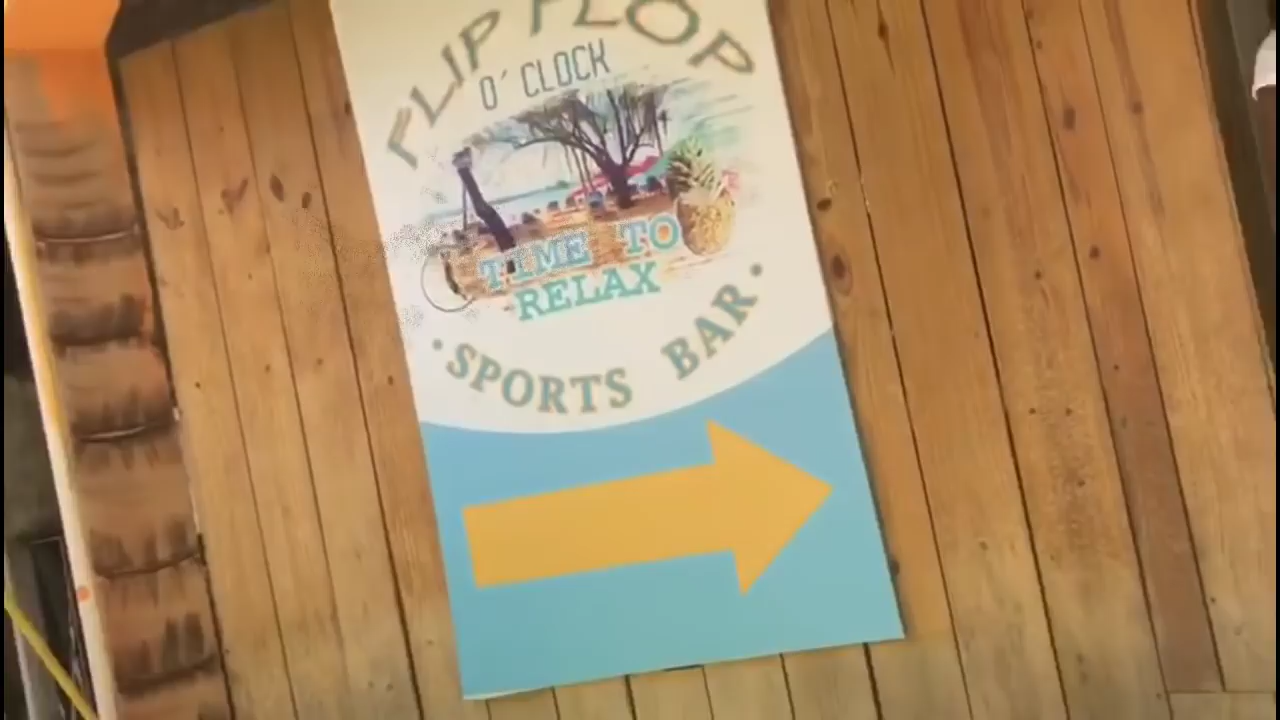 FLIP FLOP
O' CLOCK
TIME TO
RELAX
• SPORTS BAR •